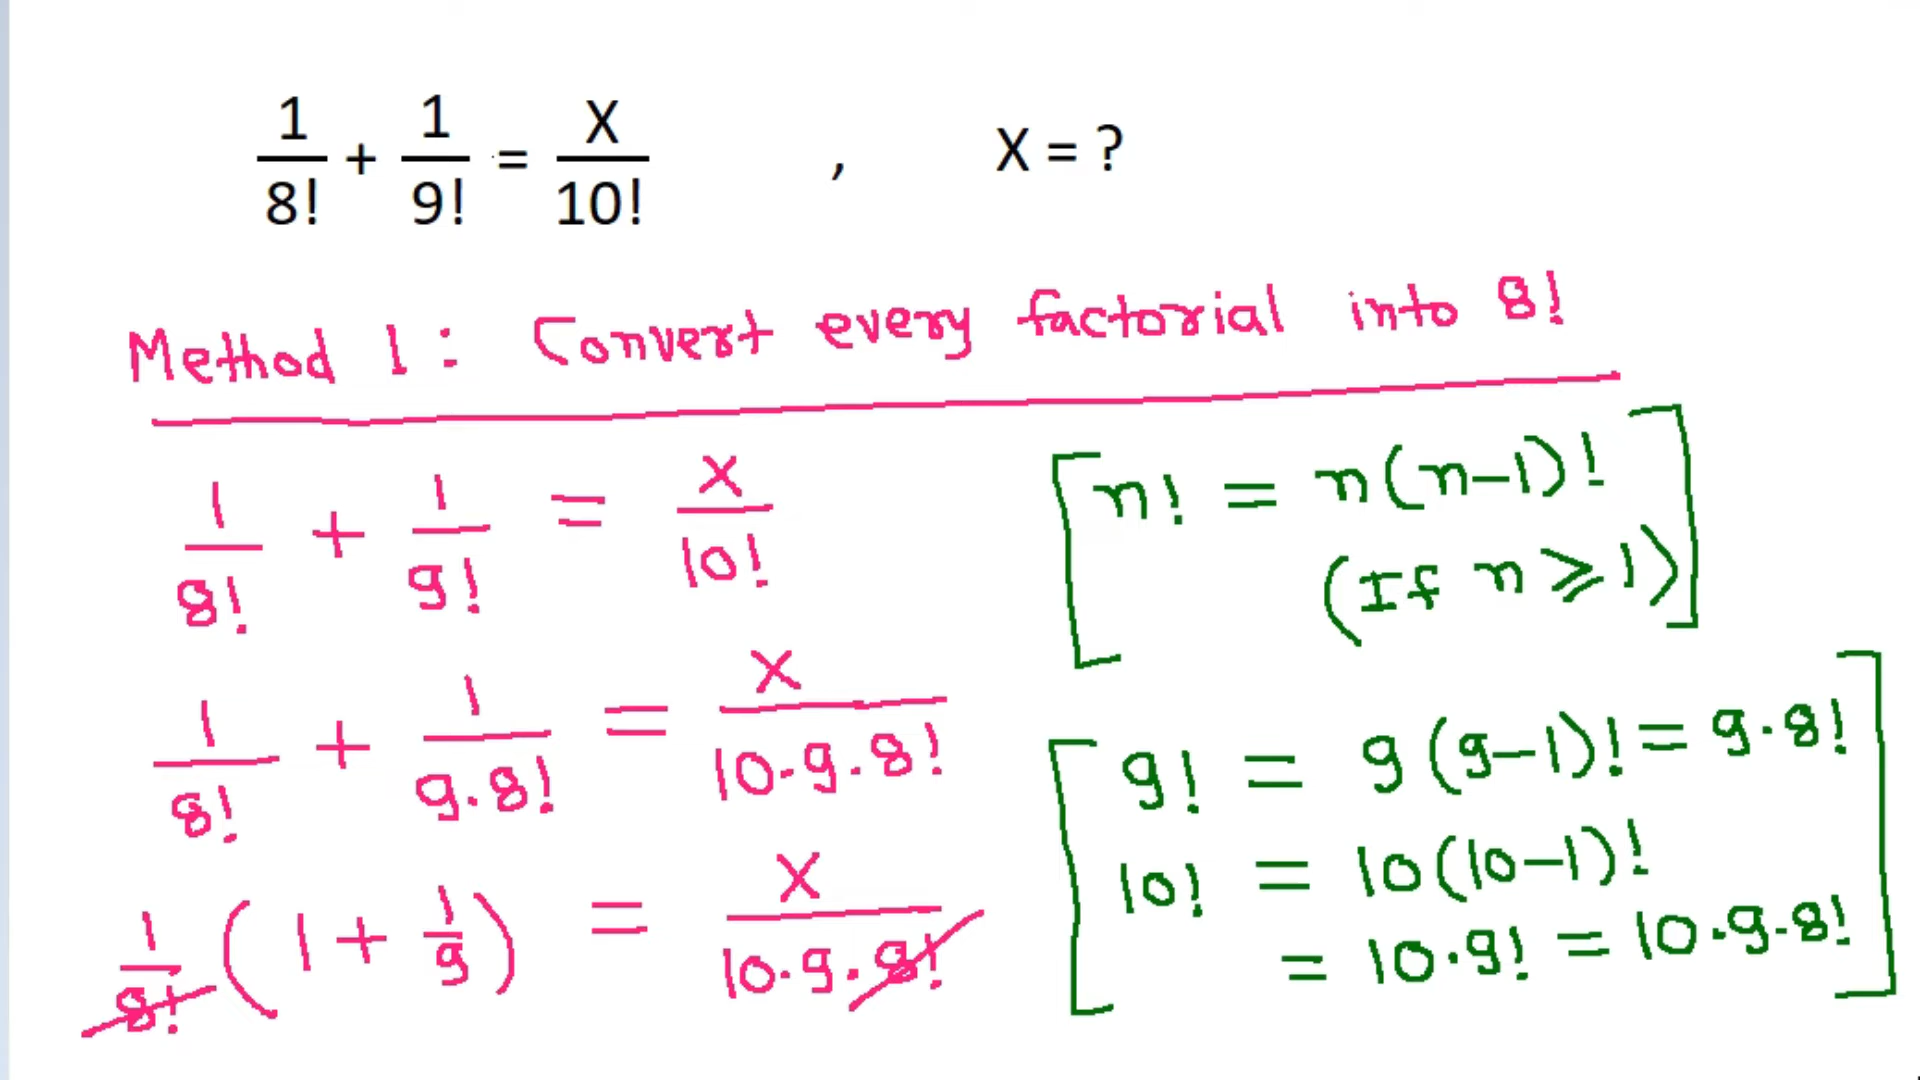 1/8! + 1/9! = X/10! , X = ?
Method 1: Convert every factorial into 8!
1/8! + 1/9! = X/10!
[n! = n(n-1)!
(If n ⩾ 1)]
1/8! + 1/9·8! = X/10·9·8!
[9! = 9(9-1)! = 9·8!
10! = 10(10-1)!
= 10·9! = 10·9·8!]
1/8! (1 + 1/9) = X/10·9·8!